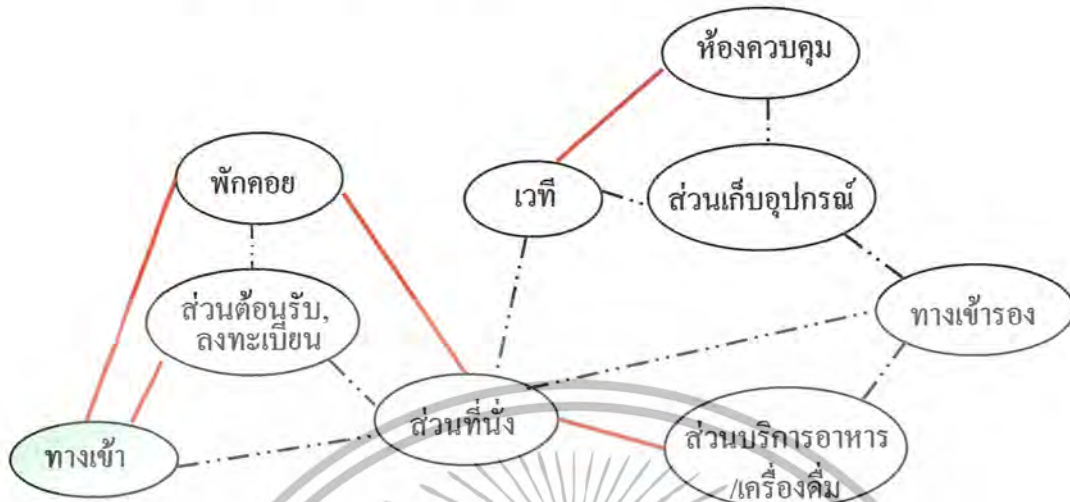 ห้องควบคุม
พักคอย
เวที
ส่วนเก็บอุปกรณ์
ส่วนต้อนรับ,
ลงทะเบียน
ทางเข้ารอง
ทางเข้า
ส่วนที่นั่ง
ส่วนบริการอาหาร
/เครื่องดื่ม